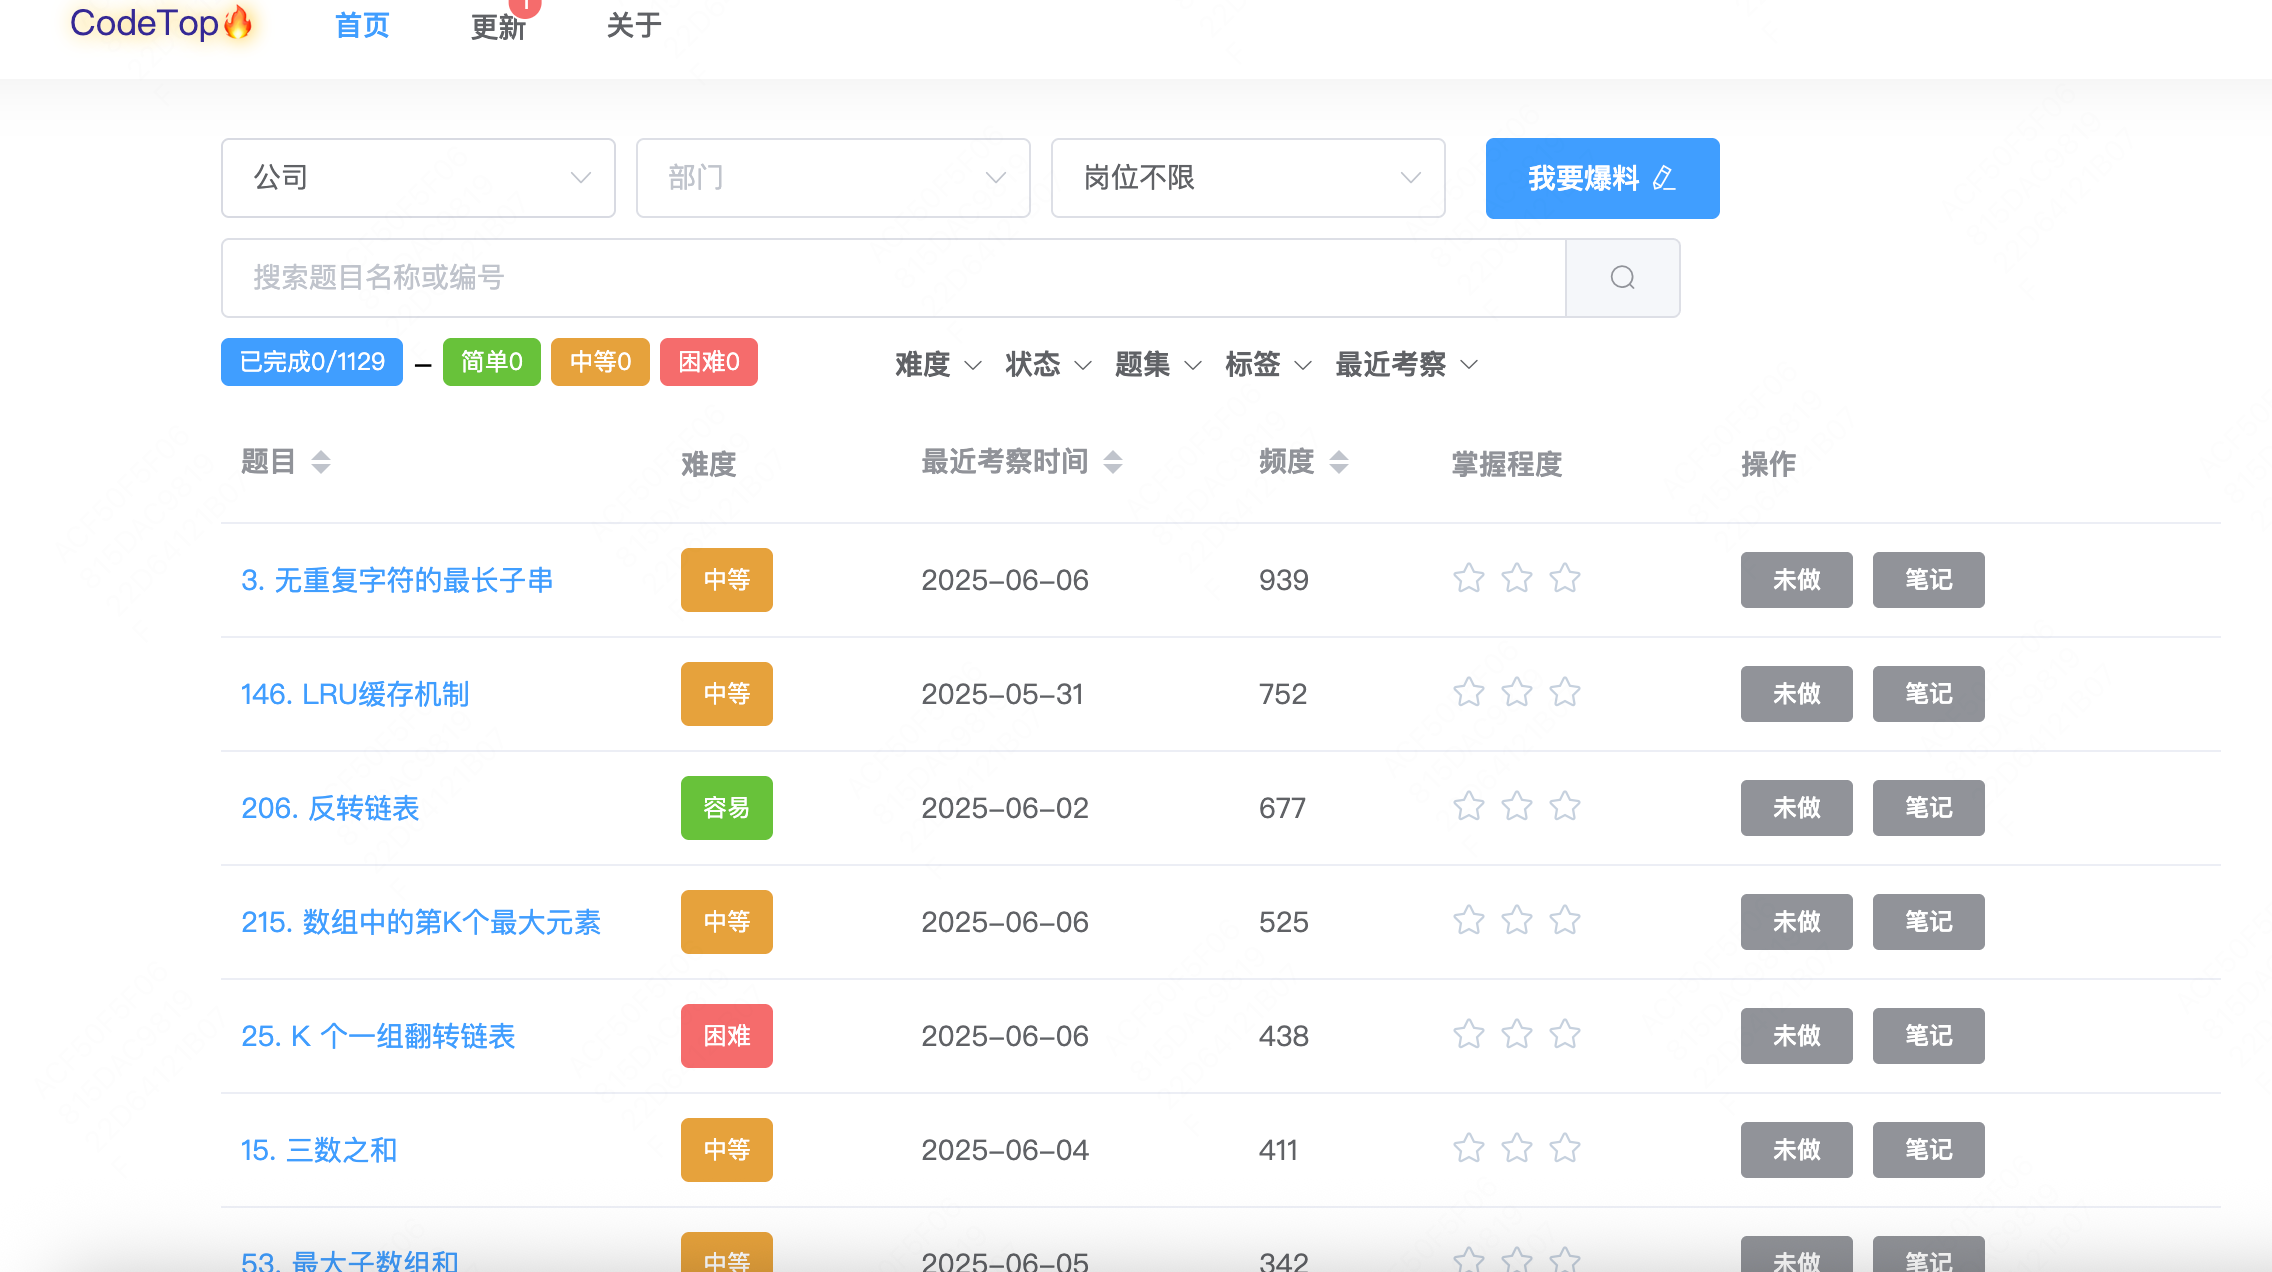 CodeTop🔥 首页 更新 1 关于
公司 部门 岗位不限 我要爆料
搜索题目名称或编号
已完成0/1129 – 简单0 中等0 困难0 难度 状态 题集 标签 最近考察
题目 难度 最近考察时间 频度 掌握程度 操作
3. 无重复字符的最长子串 中等 2025-06-06 939 未做 笔记
146. LRU缓存机制 中等 2025-05-31 752 未做 笔记
206. 反转链表 容易 2025-06-02 677 未做 笔记
215. 数组中的第K个最大元素 中等 2025-06-06 525 未做 笔记
25. K 个一组翻转链表 困难 2025-06-06 438 未做 笔记
15. 三数之和 中等 2025-06-04 411 未做 笔记
53. 最大子数组和 中等 2025-06-05 342 未做 笔记